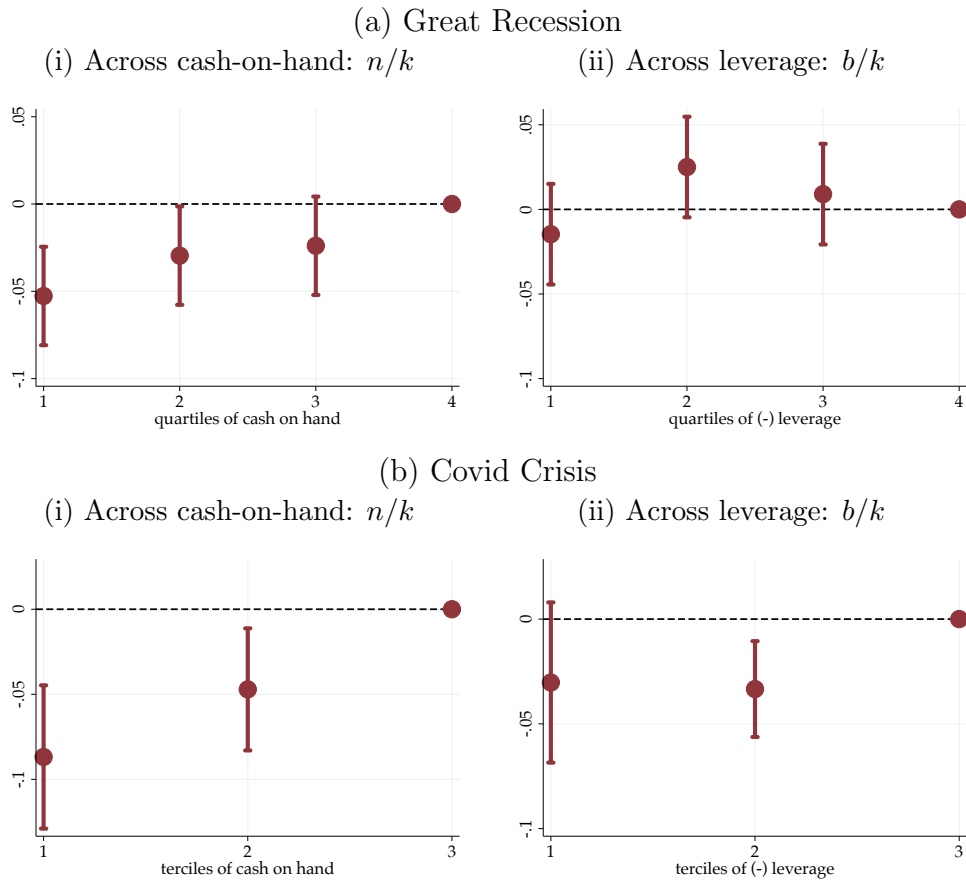 (a) Great Recession
(i) Across cash-on-hand: n/k
(ii) Across leverage: b/k
.05
0
-.05
-.1
1
2
3
4
quartiles of cash on hand
.05
0
-.05
-.1
1
2
3
4
quartiles of (-) leverage
(b) Covid Crisis
(i) Across cash-on-hand: n/k
(ii) Across leverage: b/k
0
-.05
-.1
1
2
3
terciles of cash on hand
0
-.05
-.1
1
2
3
terciles of (-) leverage